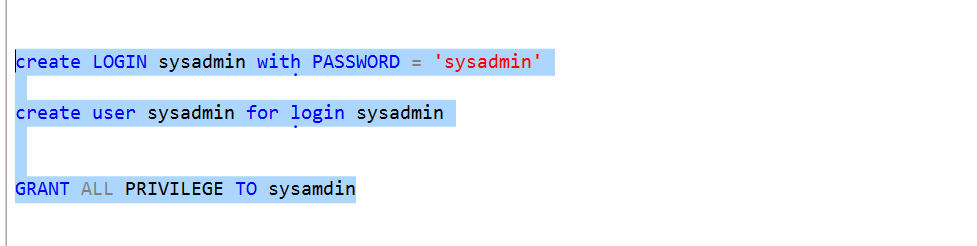 create LOGIN sysadmin with PASSWORD = 'sysadmin'
create user sysadmin for login sysadmin
GRANT ALL PRIVILEGE TO sysamdin